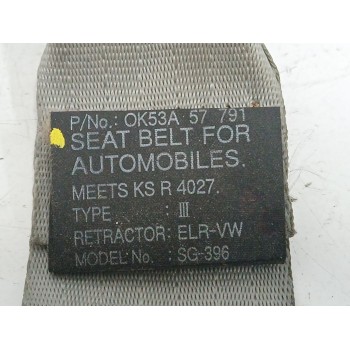 P/No.: OK53A 57 791
SEAT BELT FOR
AUTOMOBILES.
MEETS KS R 4027.
TYPE : III
RETRACTOR: ELR-VW
MODEL No. : SG-396